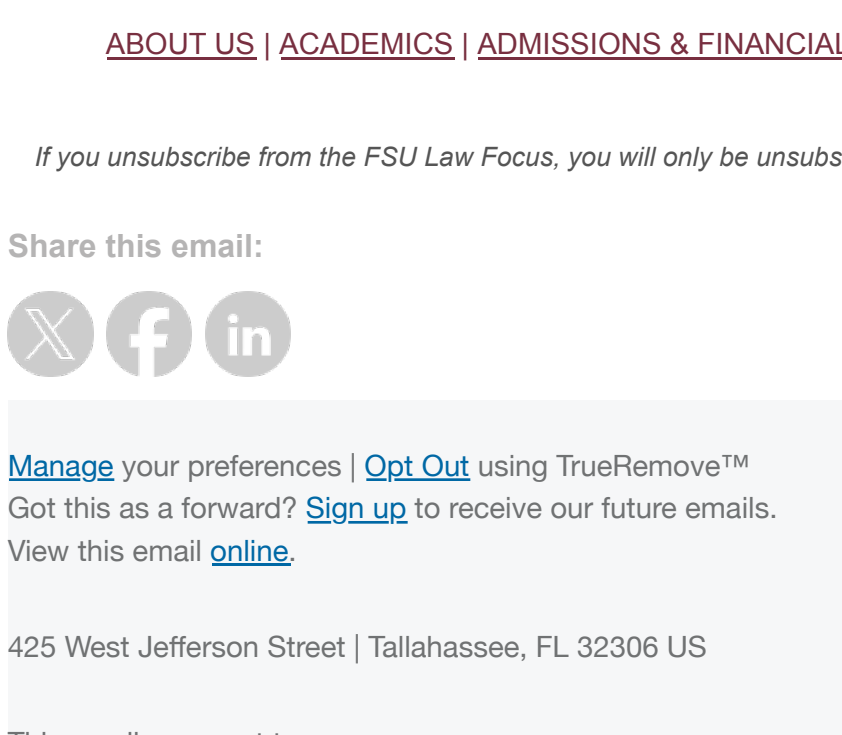 ABOUT US | ACADEMICS | ADMISSIONS & FINANCIAL
If you unsubscribe from the FSU Law Focus, you will only be
Share this email:
Manage your preferences | Opt Out using TrueRemove™
Got this as a forward? Sign up to receive our future emails.
View this email online.
425 West Jefferson Street | Tallahassee, FL 32306 US